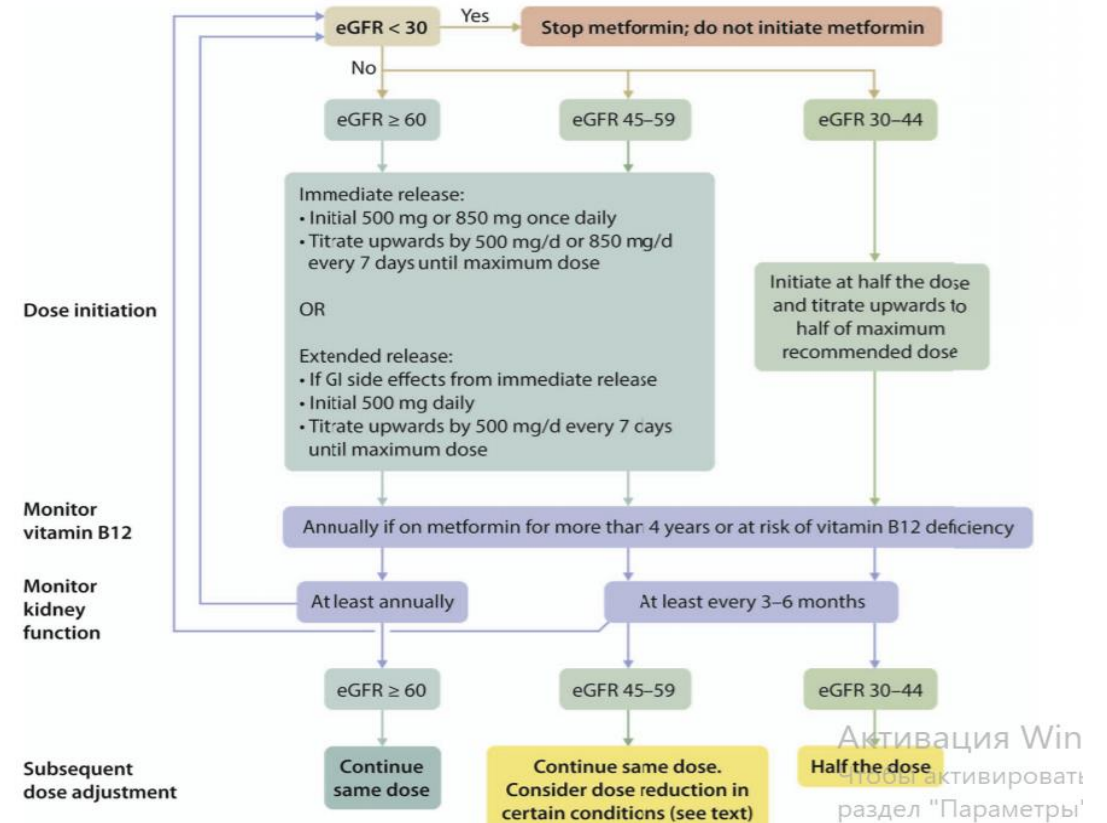 eGFR < 30
Yes
Stop metformin; do not initiate metformin
No
eGFR ≥ 60
eGFR 45–59
eGFR 30–44
Dose initiation
Immediate release:
• Initial 500 mg or 850 mg once daily
• Titrate upwards by 500 mg/d or 850 mg/d
every 7 days until maximum dose
OR
Extended release:
• If GI side effects from immediate release
• Initial 500 mg daily
• Titrate upwards by 500 mg/d every 7 days
until maximum dose
Initiate at half the dose
and titrate upwards to
half of maximum
recommended dose
Monitor
vitamin B12
Annually if on metformin for more than 4 years or at risk of vitamin B12 deficiency
Monitor
kidney
function
At least annually
At least every 3–6 months
eGFR ≥ 60
eGFR 45–59
eGFR 30–44
Subsequent
dose adjustment
Continue
same dose
Continue same dose.
Consider dose reduction in
certain conditions (see text)
Half the dose
Активация Win
Чтобы активировать
раздел "Параметры"